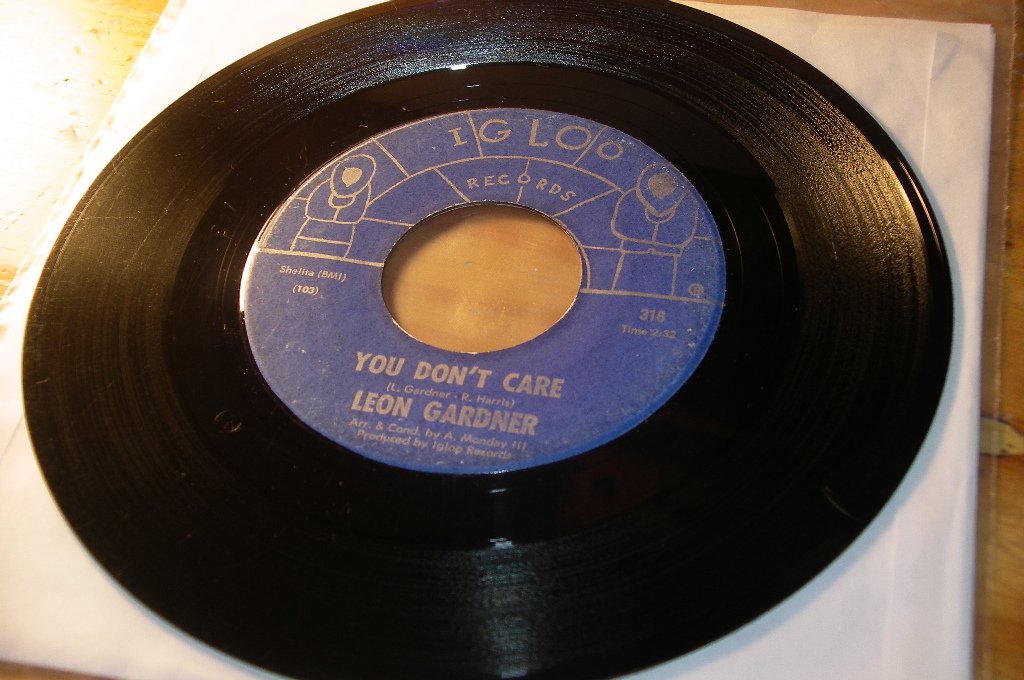 IGLOO
RECORDS
Shelita (BMI)
(103)
318
Time 2:32
YOU DON'T CARE
(L. Gardner - R. Harris)
LEON GARDNER
Arr. & Cond. by A. Monday III
Produced by Igloo Records